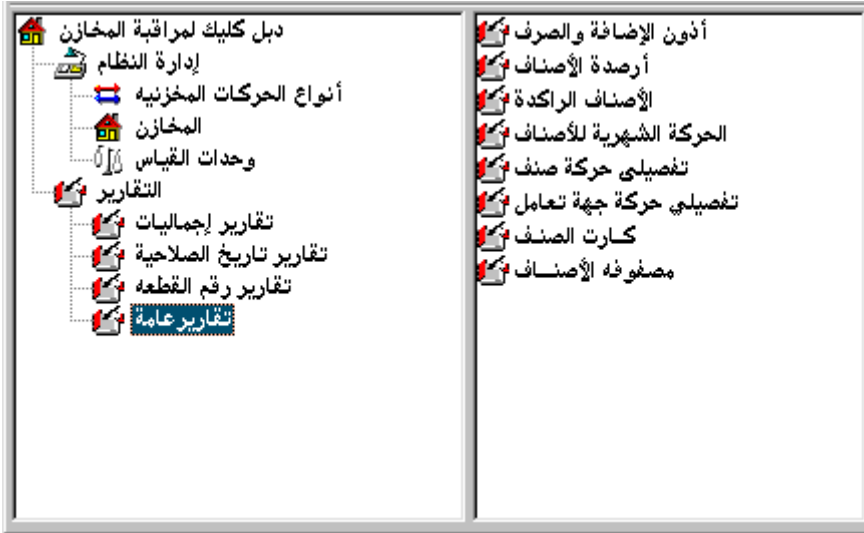 دبل كليك لمراقبة المخازن
إدارة النظام
أنواع الحركات المخزنيه
المخازن
وحدات القياس
التقارير
تقارير إجماليات
تقارير تاريخ الصلاحية
تقارير رقم القطعه
تقارير عامة
أذون الإضافة والصرف
أرصدة الأصناف
الأصناف الراكدة
الحركة الشهرية للأصناف
تفصيلى حركة صنف
تفصيلي حركة جهة تعامل
كـارت الصنف
مصفوفه الأصنـــاف